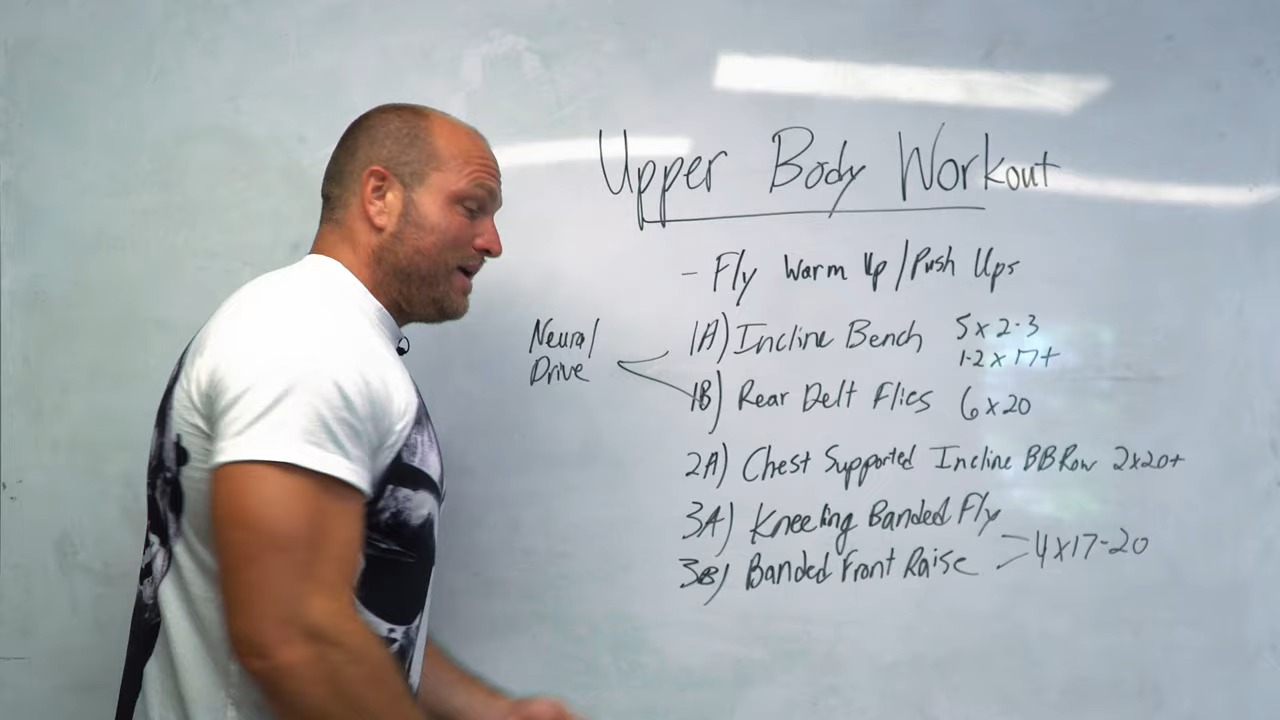 Upper Body Workout
- Fly Warm Up/Push Ups
Neural
Drive
1A) Incline Bench 5x2-3
1-2x17+
1B) Rear Delt Flies 6x20
2A) Chest Supported Incline BB Row 2x20+
3A) Kneeling Banded Fly
3B) Banded Front Raise
4x17-20